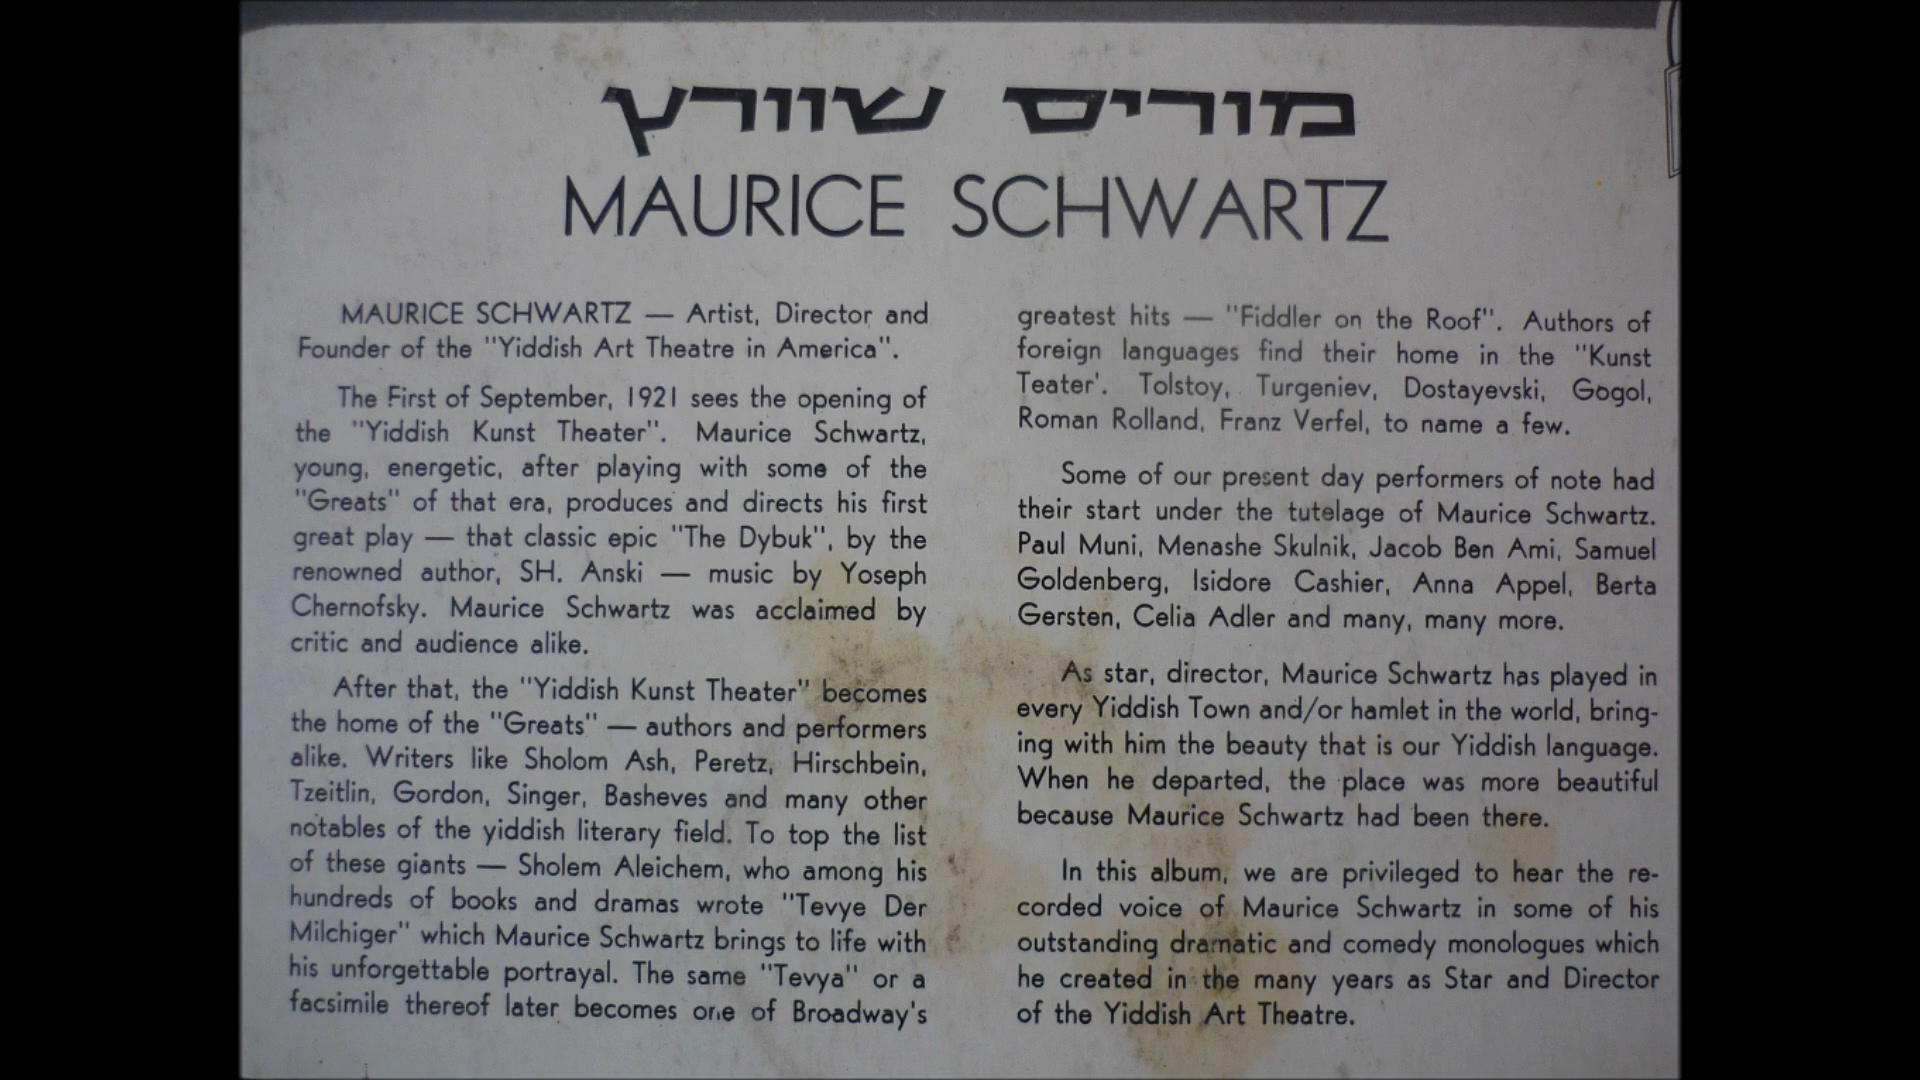 מוריס שוורץ
MAURICE SCHWARTZ
MAURICE SCHWARTZ — Artist, Director and
Founder of the "Yiddish Art Theatre in America".
The First of September, 1921 sees the opening of
the "Yiddish Kunst Theater". Maurice Schwartz,
young, energetic, after playing with some of the
"Greats" of that era, produces and directs his first
great play — that classic epic "The Dybuk", by the
renowned author, SH. Anski — music by Yoseph
Chernofsky. Maurice Schwartz was acclaimed by
critic and audience alike.
After that, the "Yiddish Kunst Theater" becomes
the home of the "Greats" — authors and performers
alike. Writers like Sholom Ash, Peretz, Hirschbein,
Tzeitlin, Gordon, Singer, Basheves and many other
notables of the yiddish literary field. To top the list
of these giants — Sholem Aleichem, who among his
hundreds of books and dramas wrote "Tevye Der
Milchiger" which Maurice Schwartz brings to life with
his unforgettable portrayal. The same "Tevya" or a
facsimile thereof later becomes one of Broadway's
greatest hits — "Fiddler on the Roof". Authors of
foreign languages find their home in the "Kunst
Teater'. Tolstoy, Turgeniev, Dostayevski, Gogol,
Roman Rolland, Franz Verfel, to name a few.
Some of our present day performers of note had
their start under the tutelage of Maurice Schwartz.
Paul Muni, Menashe Skulnik, Jacob Ben Ami, Samuel
Goldenberg, Isidore Cashier, Anna Appel, Berta
Gersten, Celia Adler and many, many more.
As star, director, Maurice Schwartz has played in
every Yiddish Town and/or hamlet in the world, bring-
ing with him the beauty that is our Yiddish language.
When he departed, the place was more beautiful
because Maurice Schwartz had been there.
In this album, we are privileged to hear the re-
corded voice of Maurice Schwartz in some of his
outstanding dramatic and comedy monologues which
he created in the many years as Star and Director
of the Yiddish Art Theatre.